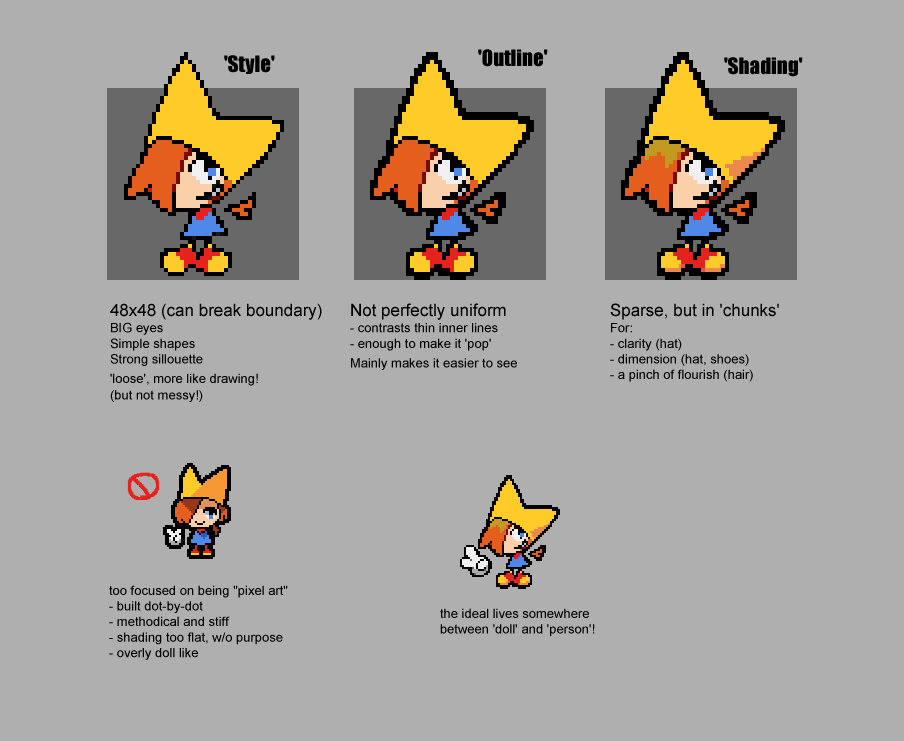 'Style'
'Outline'
'Shading'
48x48 (can break boundary)
BIG eyes
Simple shapes
Strong sillouette
'loose', more like drawing!
(but not messy!)
Not perfectly uniform
- contrasts thin inner lines
- enough to make it 'pop'
Mainly makes it easier to see
Sparse, but in 'chunks'
For:
- clarity (hat)
- dimension (hat, shoes)
- a pinch of flourish (hair)
too focused on being "pixel art"
- built dot-by-dot
- methodical and stiff
- shading too flat, w/o purpose
- overly doll like
the ideal lives somewhere
between 'doll' and 'person'!